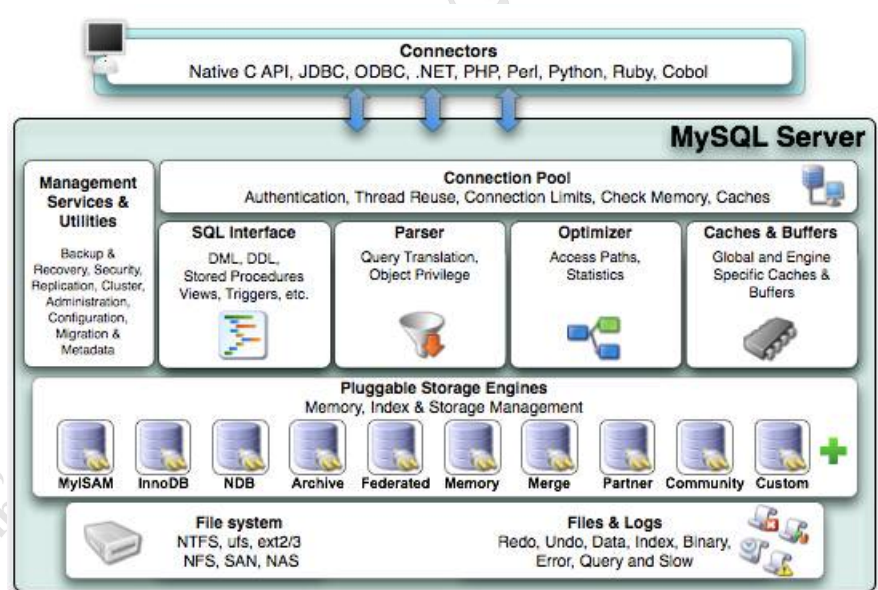 Connectors
Native C API, JDBC, ODBC, .NET, PHP, Perl, Python, Ruby, Cobol
MySQL Server
Management
Services &
Utilities
Backup &
Recovery, Security,
Replication, Cluster,
Administration,
Configuration,
Migration &
Metadata
Connection Pool
Authentication, Thread Reuse, Connection Limits, Check Memory, Caches
SQL Interface
DML, DDL,
Stored Procedures
Views, Triggers, etc.
Parser
Query Translation,
Object Privilege
Optimizer
Access Paths,
Statistics
Caches & Buffers
Global and Engine
Specific Caches &
Buffers
Pluggable Storage Engines
Memory, Index & Storage Management
MyISAM
InnoDB
NDB
Archive
Federated
Memory
Merge
Partner
Community
Custom
File system
NTFS, ufs, ext2/3
NFS, SAN, NAS
Files & Logs
Redo, Undo, Data, Index, Binary,
Error, Query and Slow